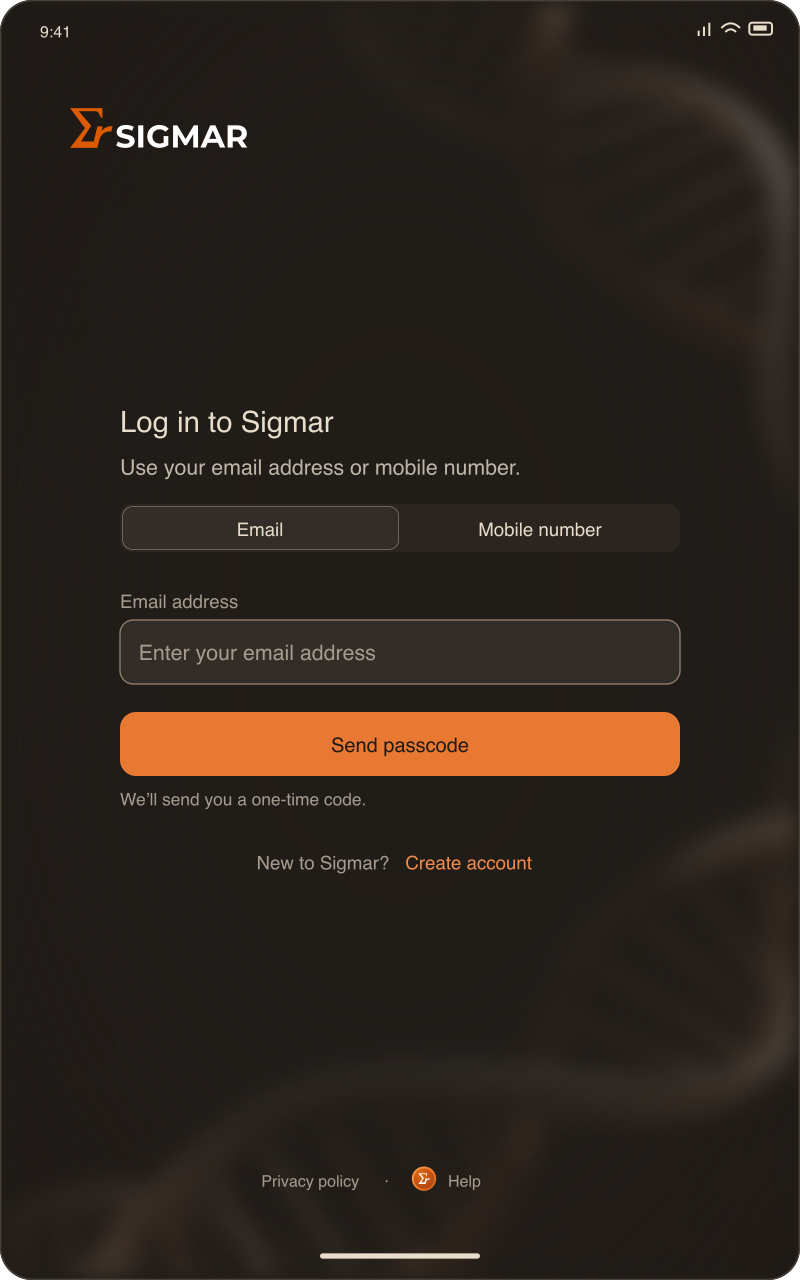 9:41
Σr SIGMAR
Log in to Sigmar
Use your email address or mobile number.
Email
Mobile number
Email address
Enter your email address
Send passcode
We’ll send you a one-time code.
New to Sigmar? Create account
Privacy policy · Σr Help